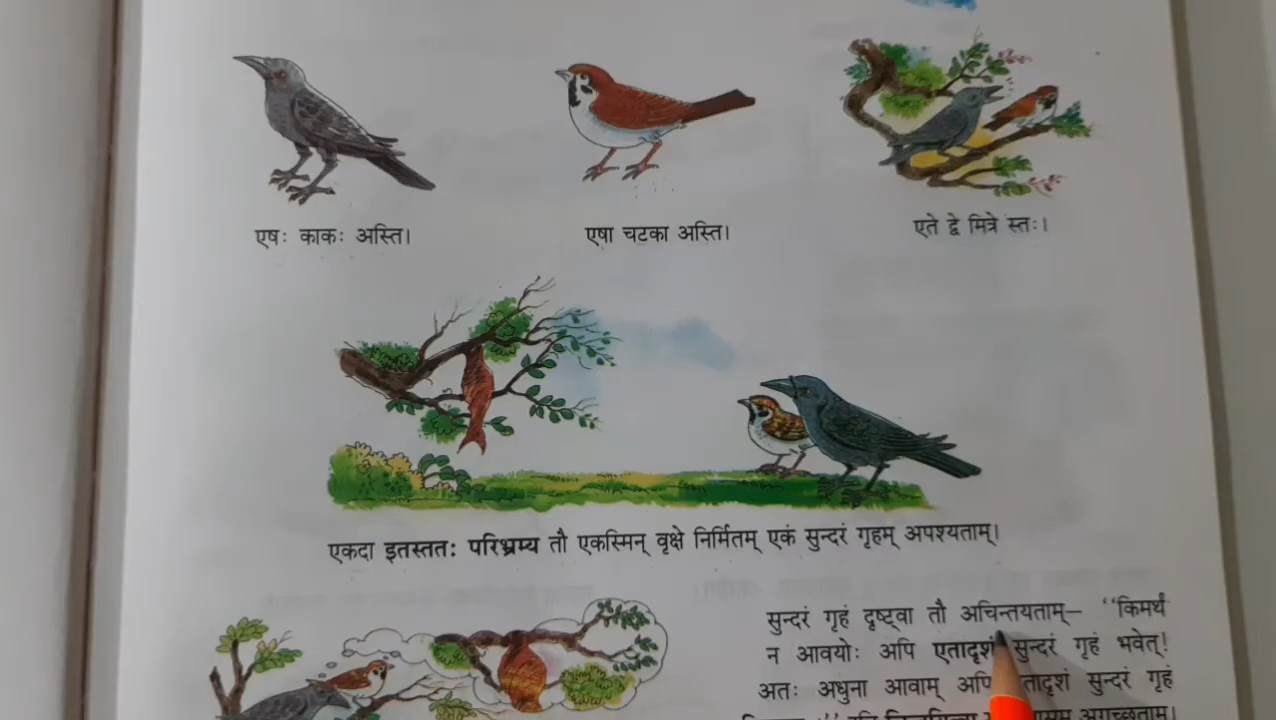 एषः काकः अस्ति।
एषा चटका अस्ति।
एते द्वे मित्रे स्तः।
एकदा इतस्ततः परिभ्रम्य तौ एकस्मिन् वृक्षे निर्मितम् एकं सुन्दरं गृहम् अपश्यताम्।
सुन्दरं गृहं दृष्ट्वा तौ अचिन्तयताम्— “किमर्थं
न आवयोः अपि एतादृशं सुन्दरं गृहं भवेत्!
अतः अधुना आवाम् अपि सुन्दरं गृहं